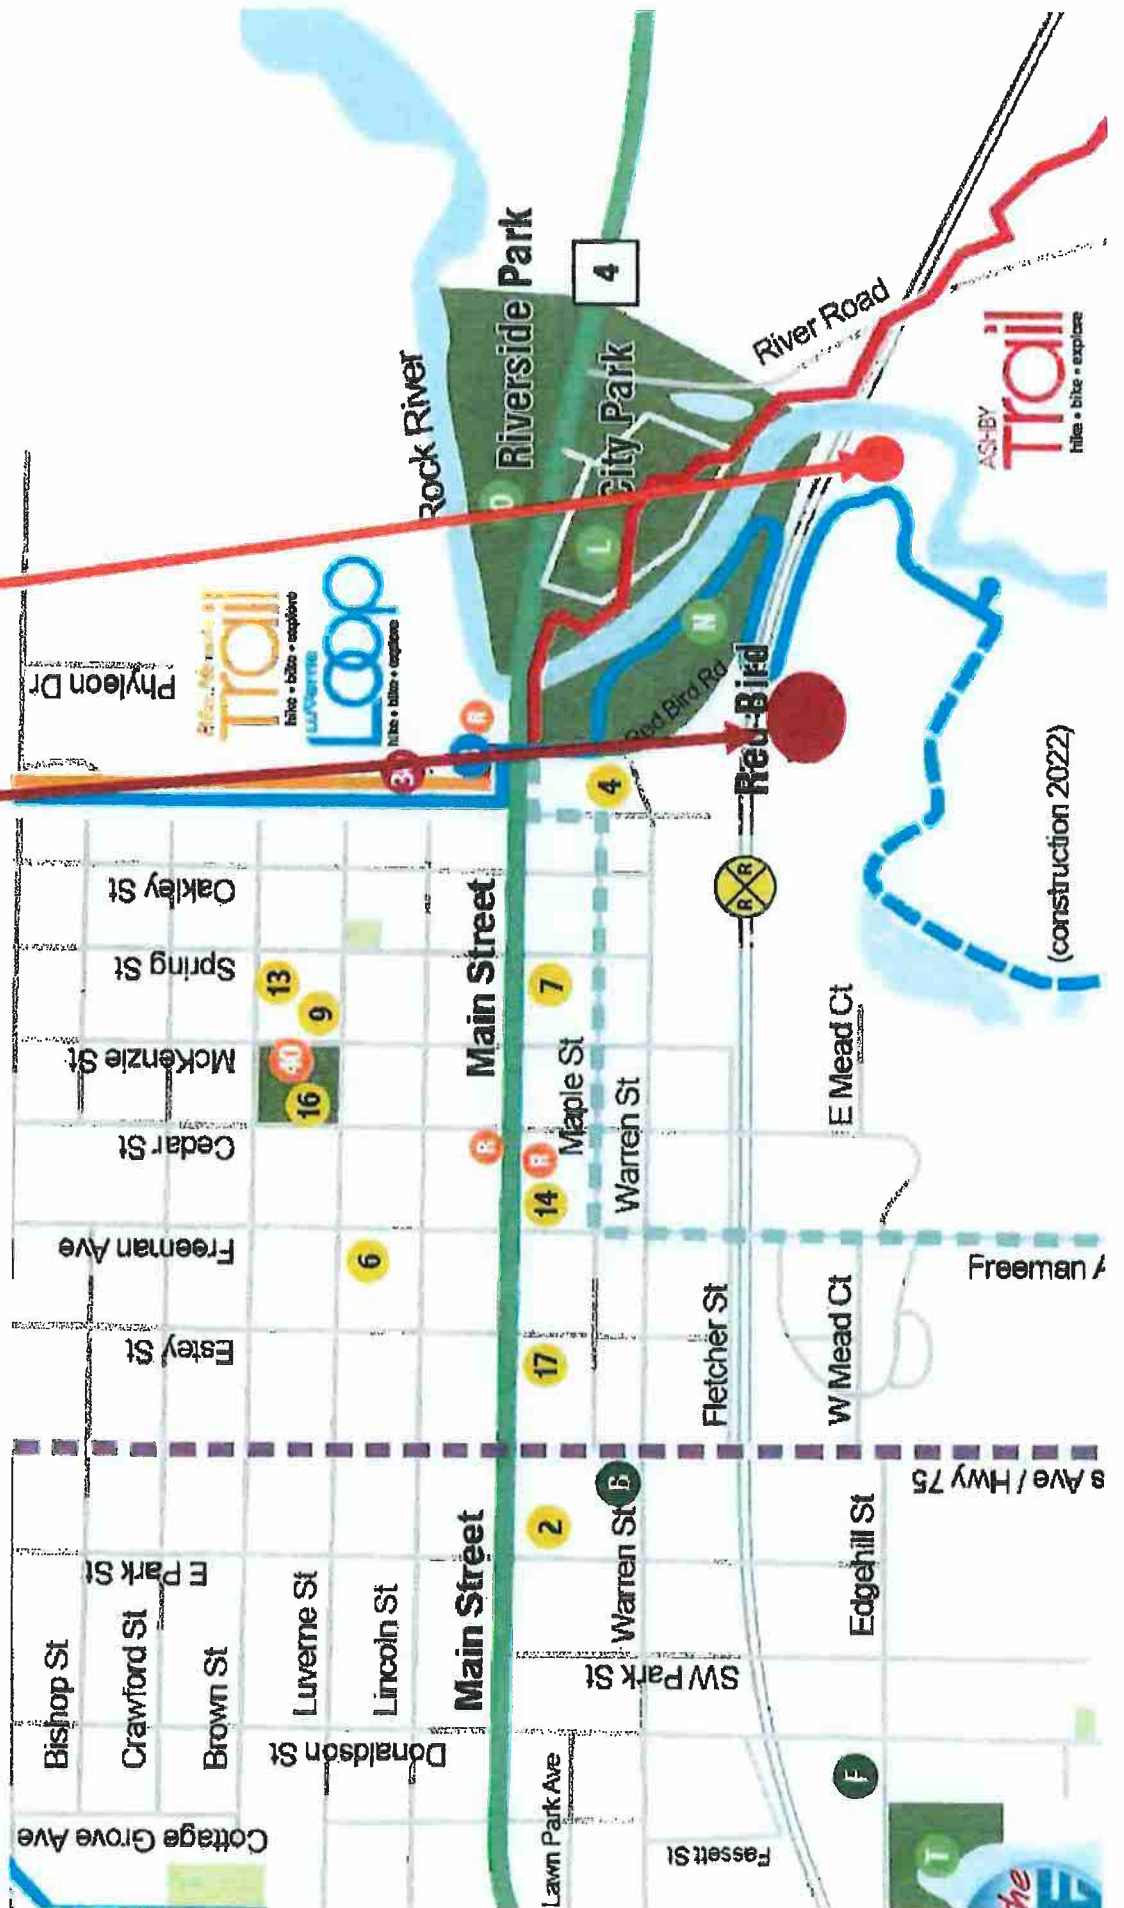 Rock River
Riverside Park
4
City Park
River Road
ASHBY
Trail
hike • bike • explore
Phyleon Dr
Trail
hike • bike • explore
Luverne
Loop
hike • bike • explore
O
L
N
R
Red Bird Rd
Red Bird
4
R R
(construction 2022)
Oakley St
Spring St
McKenzie St
Cedar St
Freeman Ave
Estey St
13
9
40
16
6
Main Street
7
R
R
14
17
Maple St
Warren St
E Mead Ct
Fletcher St
W Mead Ct
Freeman A
s Ave / Hwy 75
E Park St
Bishop St
Crawford St
Brown St
Luverne St
Lincoln St
Main Street
2
Warren St
Edgehill St
SW Park St
Donaldson St
Cottage Grove Ave
Lawn Park Ave
Fassett St
F
T
the